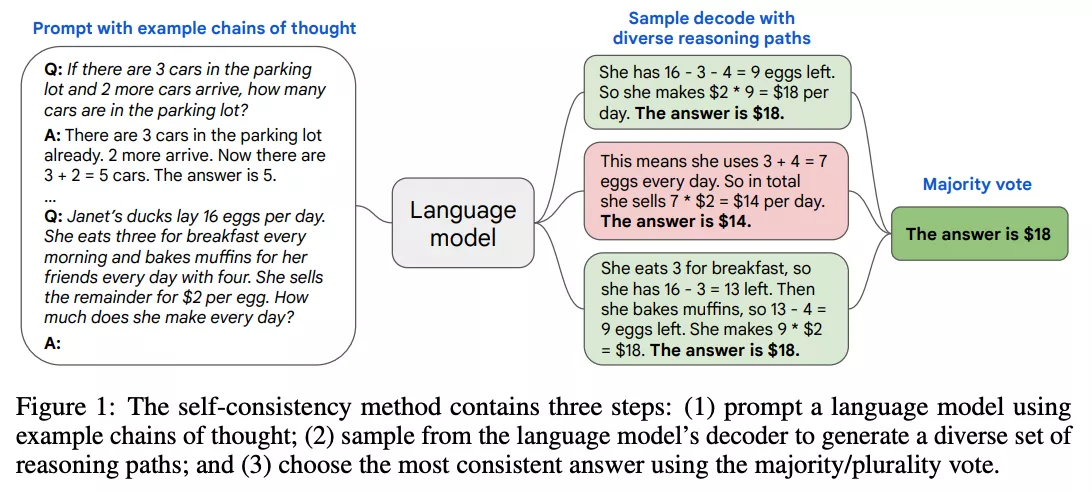 Prompt with example chains of thought
Q: If there are 3 cars in the parking
lot and 2 more cars arrive, how many
cars are in the parking lot?
A: There are 3 cars in the parking lot
already. 2 more arrive. Now there are
3 + 2 = 5 cars. The answer is 5.
...
Q: Janet's ducks lay 16 eggs per day.
She eats three for breakfast every
morning and bakes muffins for her
friends every day with four. She sells
the remainder for $2 per egg. How
much does she make every day?
A:
Language
model
Sample decode with
diverse reasoning paths
She has 16 - 3 - 4 = 9 eggs left.
So she makes $2 * 9 = $18 per
day. The answer is $18.
This means she uses 3 + 4 = 7
eggs every day. So in total
she sells 7 * $2 = $14 per day.
The answer is $14.
She eats 3 for breakfast, so
she has 16 - 3 = 13 left. Then
she bakes muffins, so 13 - 4 =
9 eggs left. She makes 9 * $2
= $18. The answer is $18.
Majority vote
The answer is $18
Figure 1: The self-consistency method contains three steps: (1) prompt a language model using
example chains of thought; (2) sample from the language model's decoder to generate a diverse set of
reasoning paths; and (3) choose the most consistent answer using the majority/plurality vote.